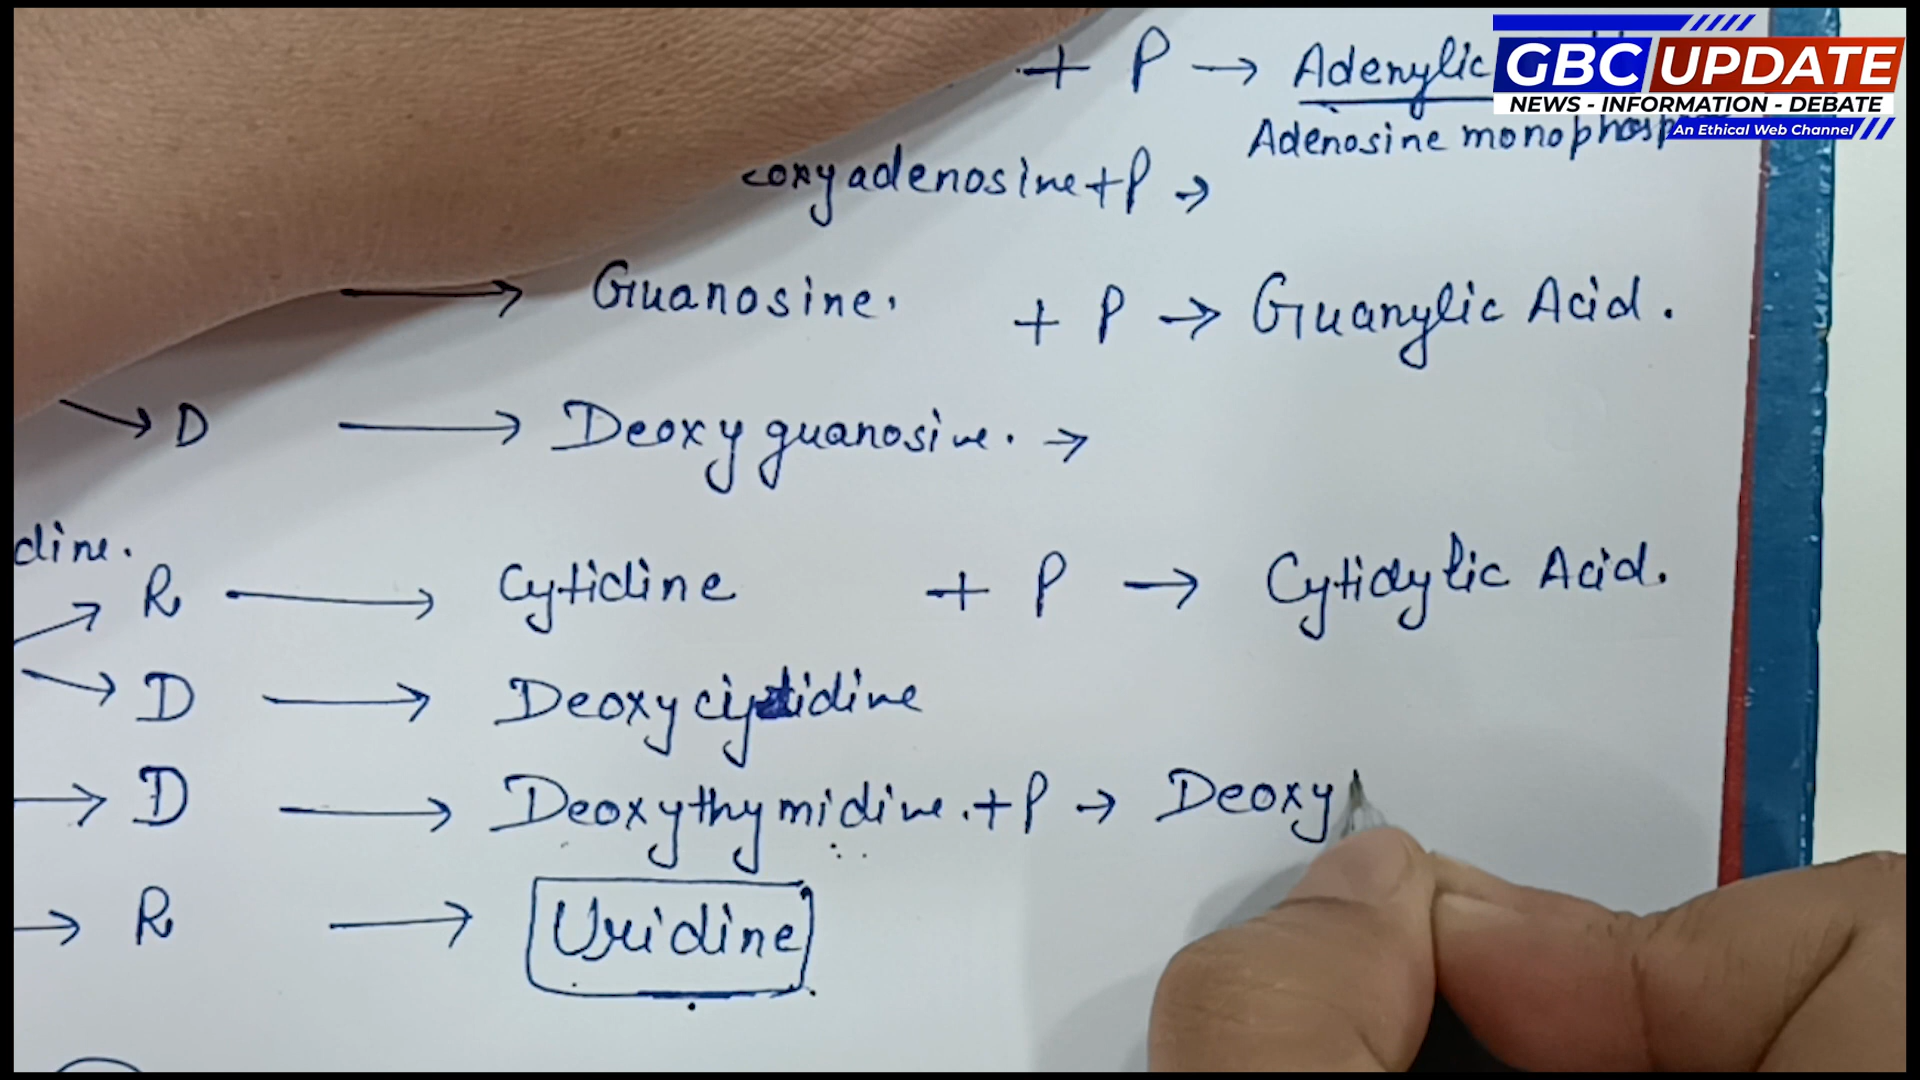 + P → Adenylic
GBC UPDATE
NEWS - INFORMATION - DEBATE
An Ethical Web Channel
Adenosine monophosp
oxyadenosine + P →
→ Guanosine. + P → Guanylic Acid.
→ D → Deoxyguanosine. →
dine.
R → Cytidine + P → Cytidylic Acid.
→ D → Deoxycytidine
→ D → Deoxythymidine. + P → Deoxy
→ R → Uridine